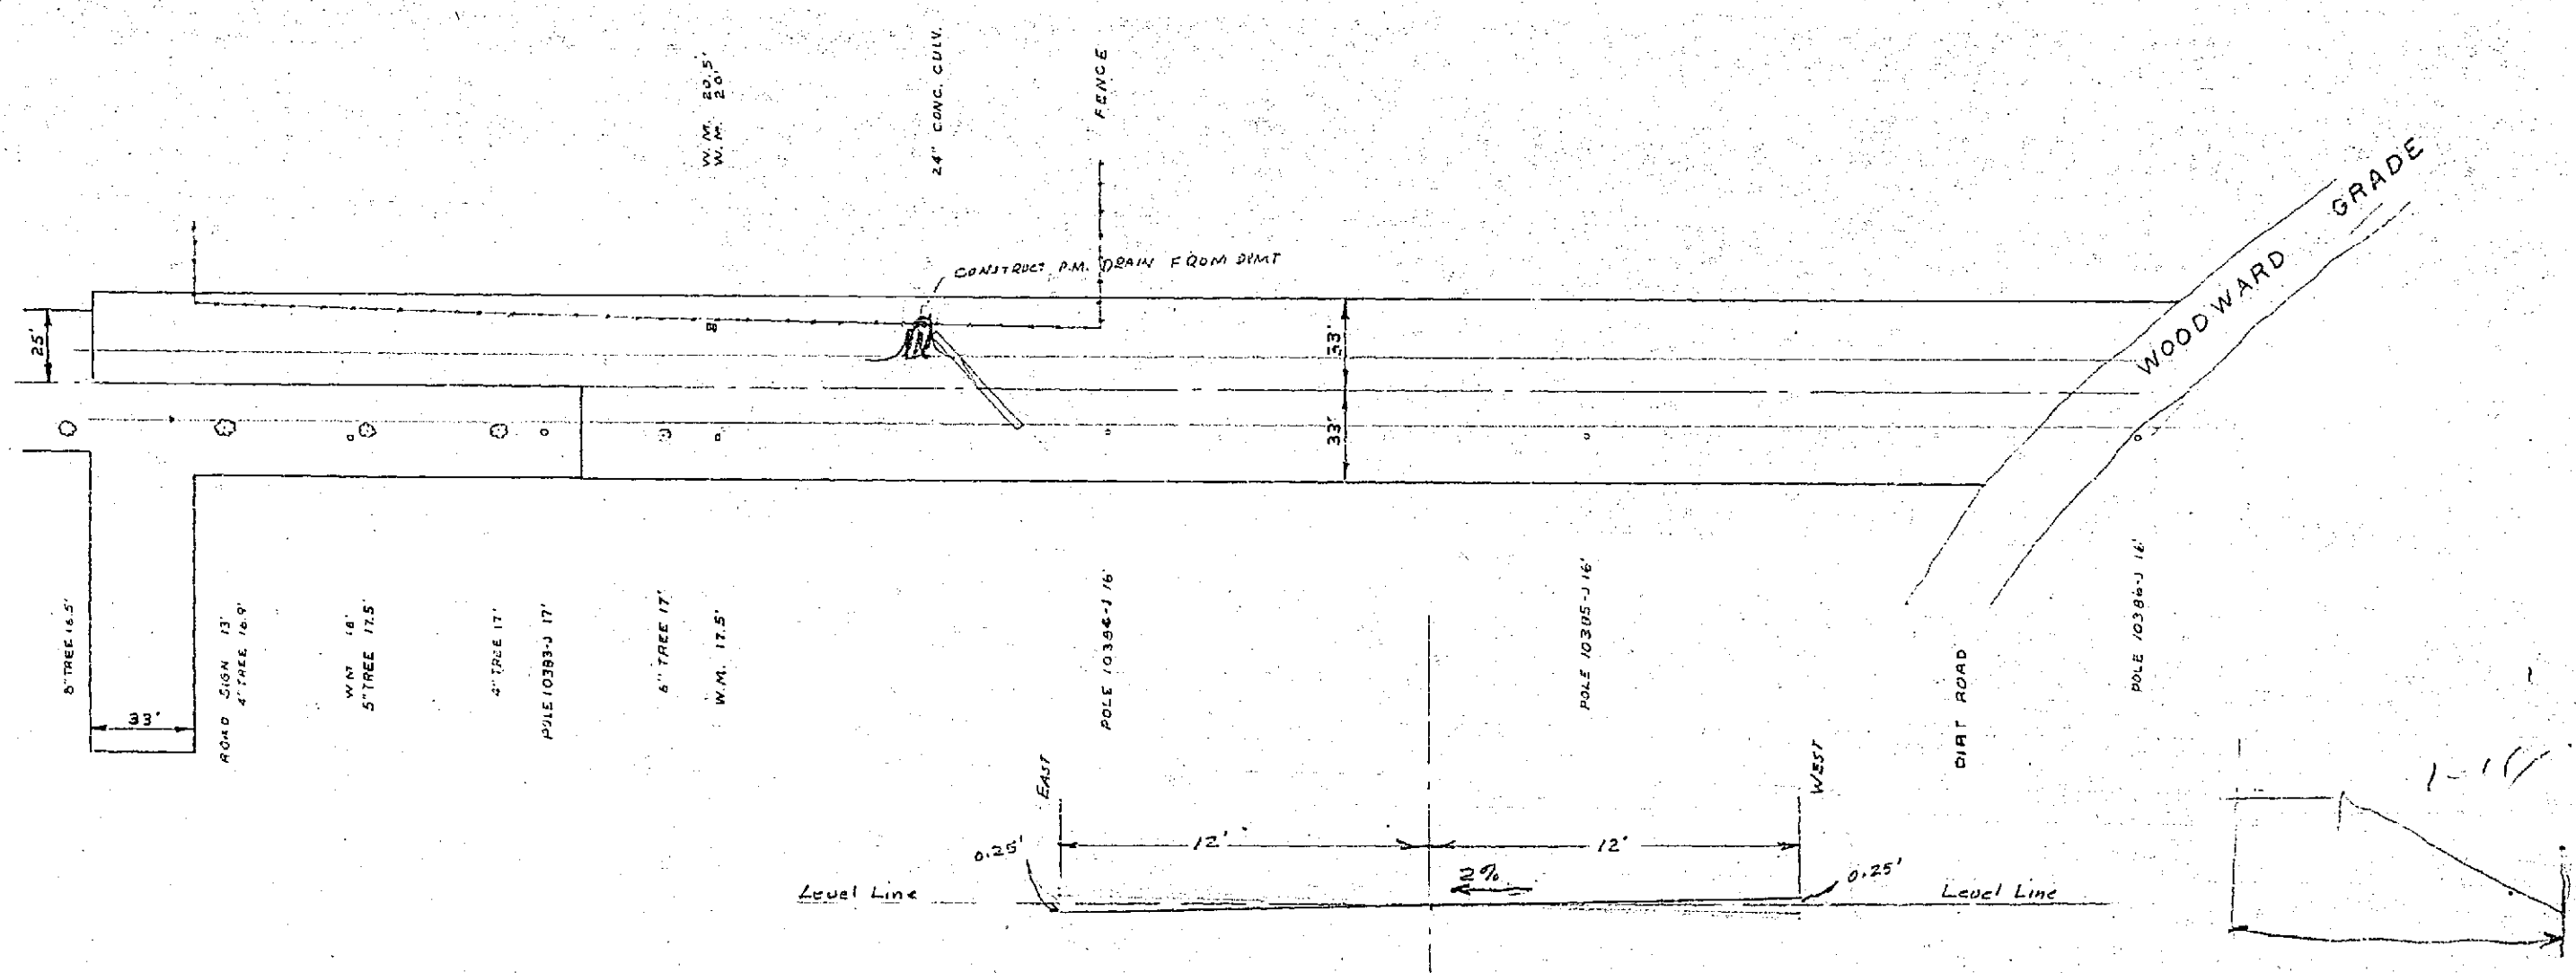 W.M. 20.5'
W.M. 20'
24" CONC. CULV.
FENCE
CONSTRUCT P.M. DRAIN FROM
WOODWARD GRADE
25'
33'
33'
8" TREE 16.5'
33'
ROAD SIGN 13'
4" TREE 16.9'
WM 18'
5" TREE 17.5'
4" TREE 17'
POLE 10383-J 17'
6" TREE 17'
W.M. 17.5'
POLE 10384-J 16'
POLE 10385-J 16'
DIRT ROAD
POLE 10386-J 16'
EAST
WEST
12'
12'
0.25'
2%
0.25'
Level Line
Level Line